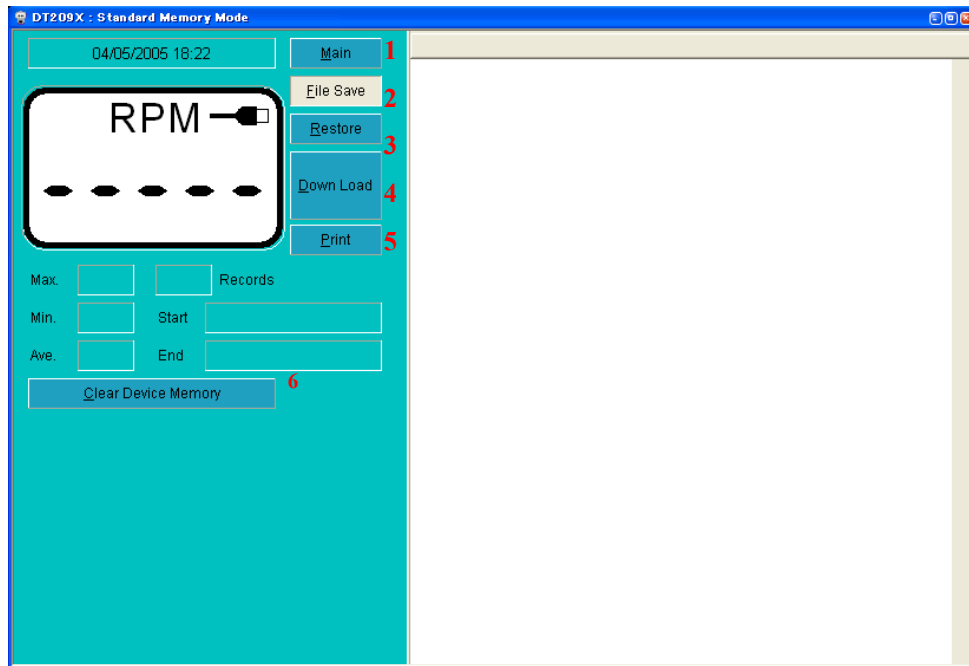 DT209X : Standard Memory Mode
04/05/2005 18:22
Main 1
File Save 2
RPM
Restore 3
- - - - -
Down Load 4
Print 5
Max. Records
Min. Start
Ave. End
Clear Device Memory 6